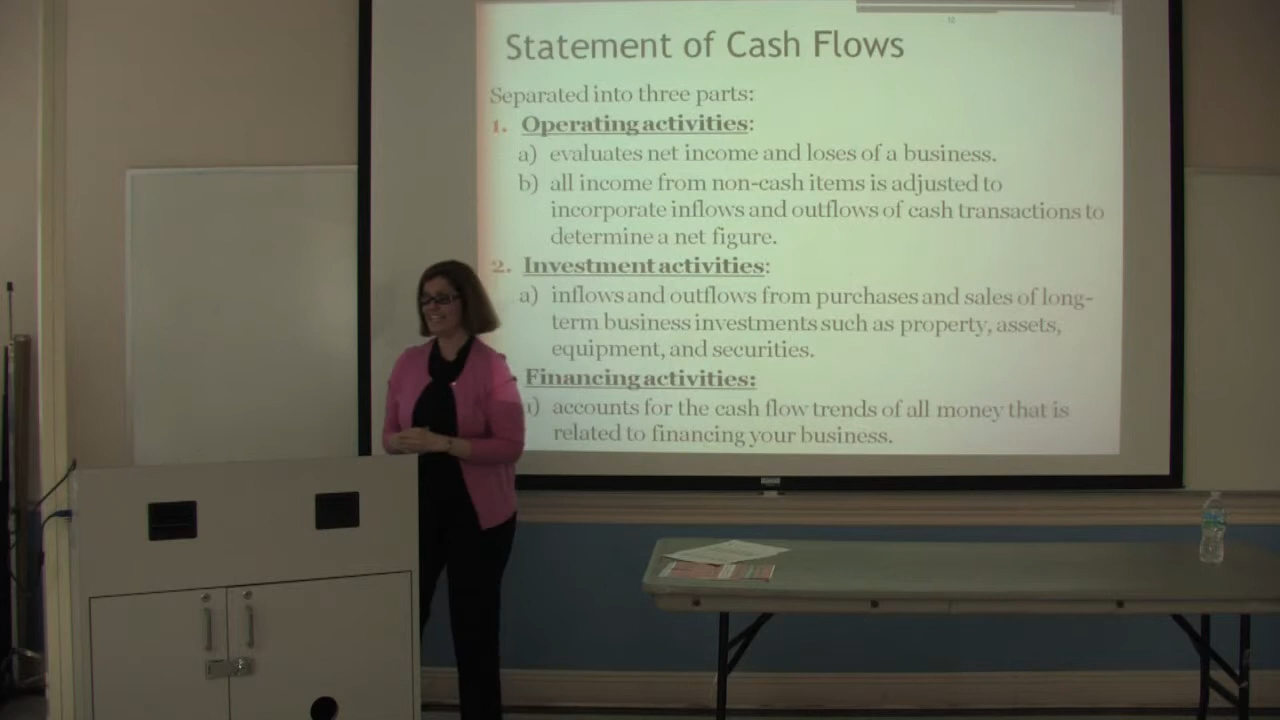 12
Statement of Cash Flows
Separated into three parts:
1. Operating activities:
a) evaluates net income and loses of a business.
b) all income from non-cash items is adjusted to
incorporate inflows and outflows of cash transactions to
determine a net figure.
2. Investment activities:
a) inflows and outflows from purchases and sales of long-
term business investments such as property, assets,
equipment, and securities.
Financing activities:
a) accounts for the cash flow trends of all money that is
related to financing your business.